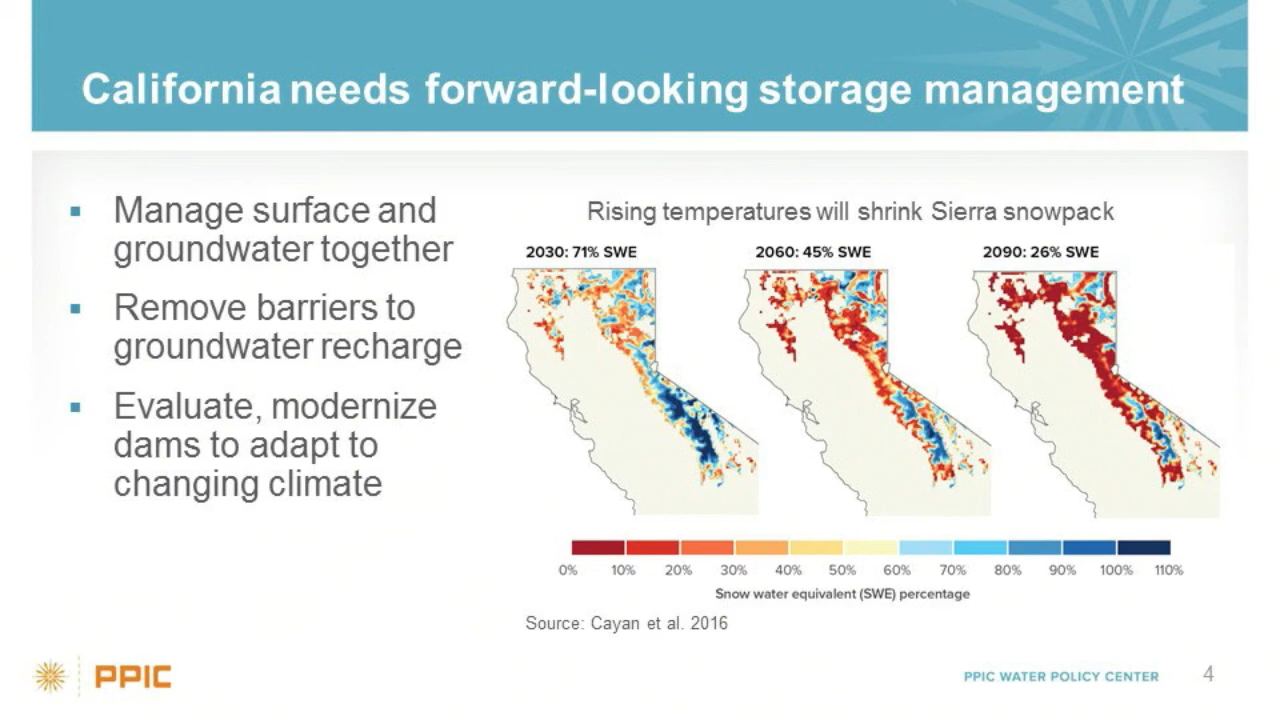 California needs forward-looking storage management
Manage surface and
groundwater together
Remove barriers to
groundwater recharge
Evaluate, modernize
dams to adapt to
changing climate
Rising temperatures will shrink Sierra snowpack
2030: 71% SWE
2060: 45% SWE
2090: 26% SWE
0% 10% 20% 30% 40% 50% 60% 70% 80% 90% 100% 110%
Snow water equivalent (SWE) percentage
Source: Cayan et al. 2016
PPIC
PPIC WATER POLICY CENTER
4